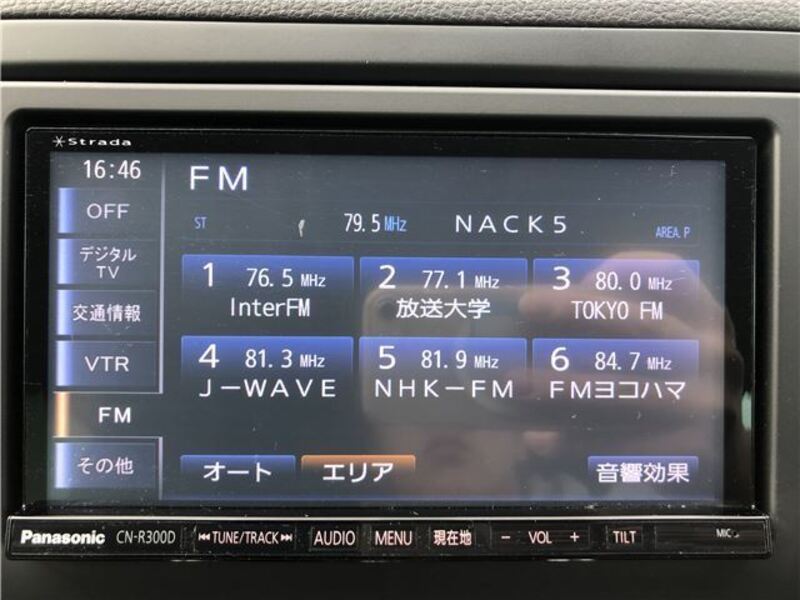 Strada
16:46
FM
OFF
ST 79.5MHz NACK5 AREA.P
デジタル
TV
1 76.5 MHz
InterFM
2 77.1 MHz
放送大学
3 80.0 MHz
TOKYO FM
交通情報
VTR
4 81.3 MHz
J-WAVE
5 81.9 MHz
NHK-FM
6 84.7 MHz
FMヨコハマ
FM
その他
オート
エリア
音響効果
Panasonic CN-R300D ⏮TUNE/TRACK⏭ AUDIO MENU 現在地 - VOL + TILT MIC